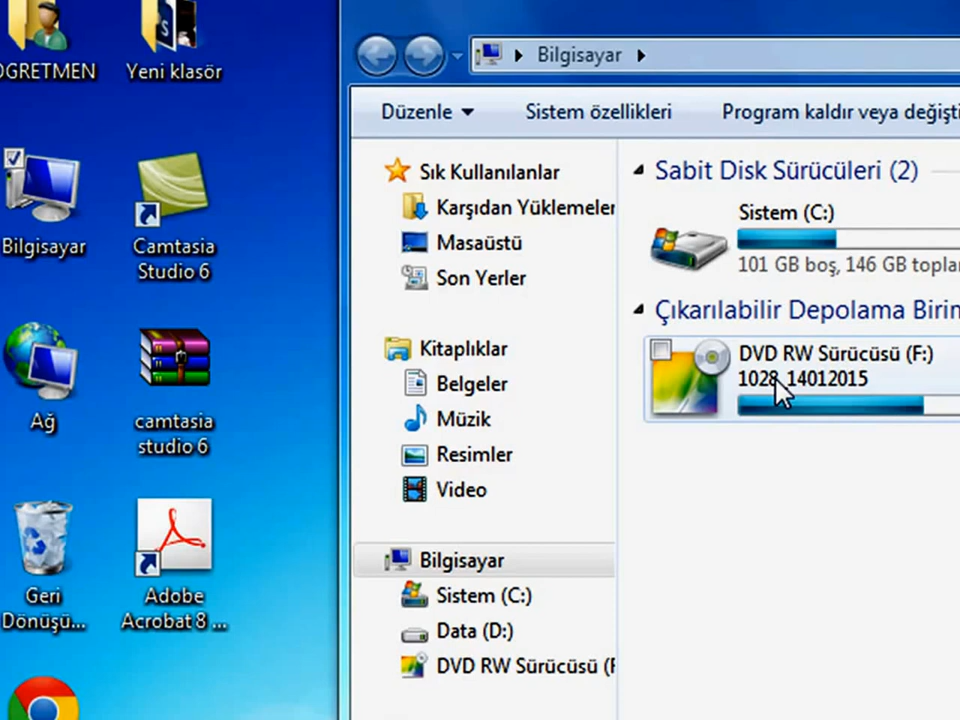 ÖGRETMEN
Yeni klasör
Bilgisayar
Camtasia
Studio 6
Ağ
camtasia
studio 6
Geri
Dönüşü...
Adobe
Acrobat 8 ...
Bilgisayar
Düzenle
Sistem özellikleri
Program kaldır veya değişti
Sık Kullanılanlar
Karşıdan Yüklemeler
Masaüstü
Son Yerler
Kitaplıklar
Belgeler
Müzik
Resimler
Video
Bilgisayar
Sistem (C:)
Data (D:)
DVD RW Sürücüsü (F
Sabit Disk Sürücüleri (2)
Sistem (C:)
101 GB boş, 146 GB toplam
Çıkarılabilir Depolama Birim
DVD RW Sürücüsü (F:)
1028_14012015